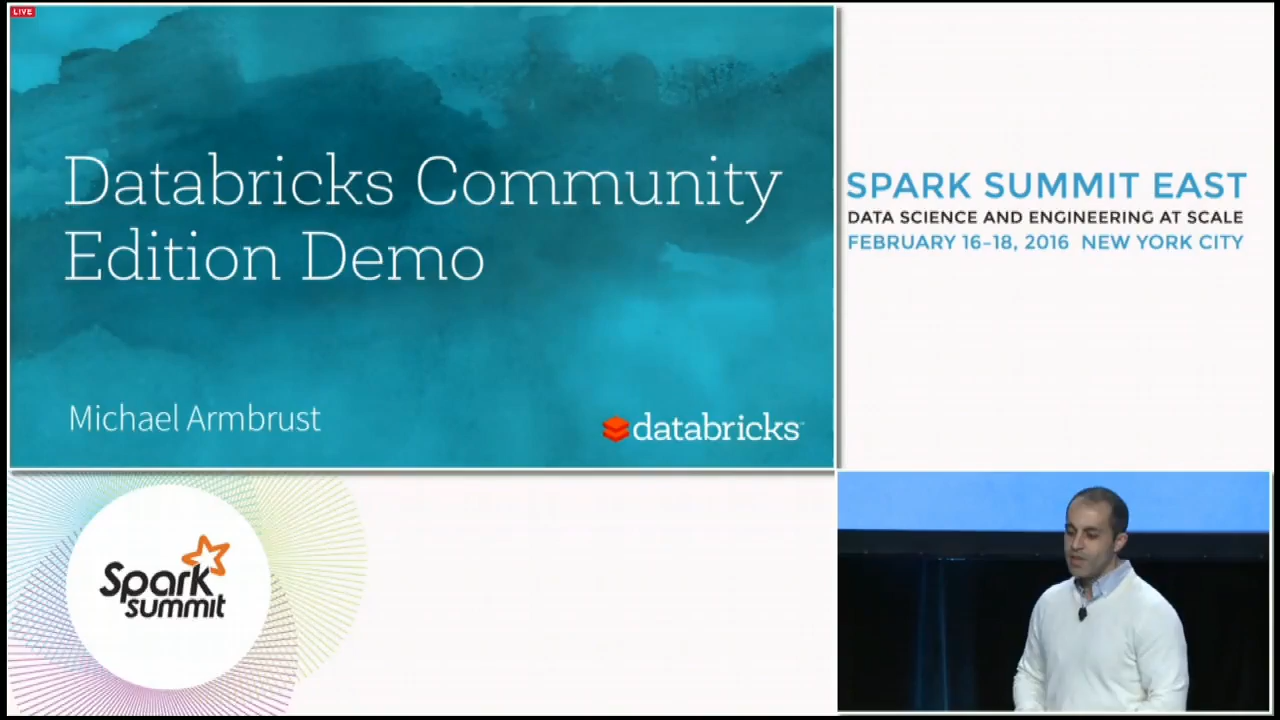 LIVE
Databricks Community
Edition Demo
Michael Armbrust
databricks
SPARK SUMMIT EAST
DATA SCIENCE AND ENGINEERING AT SCALE
FEBRUARY 16-18, 2016 NEW YORK CITY
Spark
summit